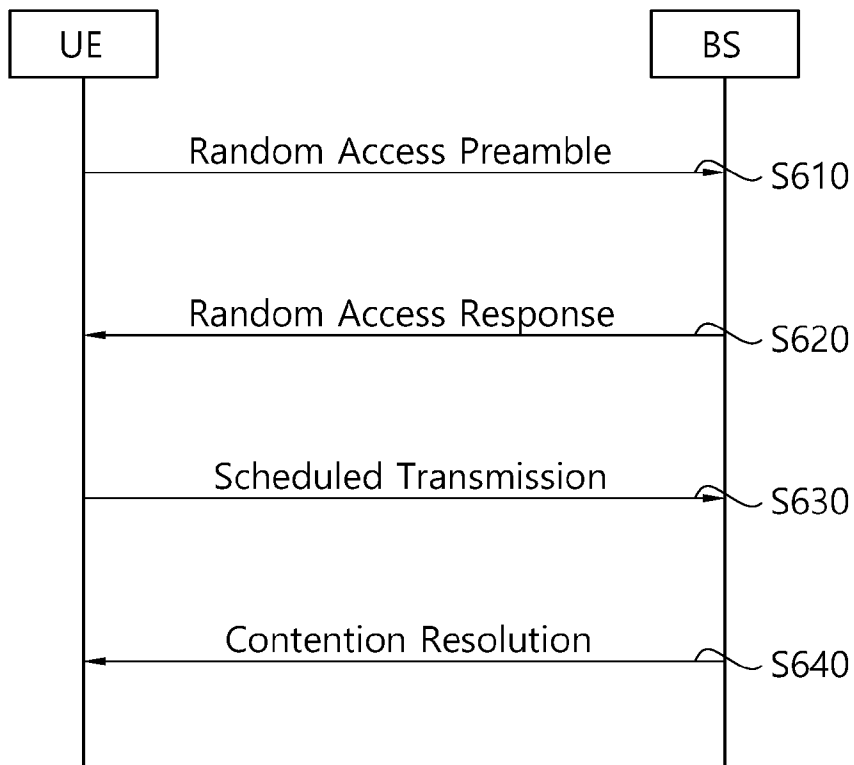 UE
BS
Random Access Preamble
S610
Random Access Response
S620
Scheduled Transmission
S630
Contention Resolution
S640